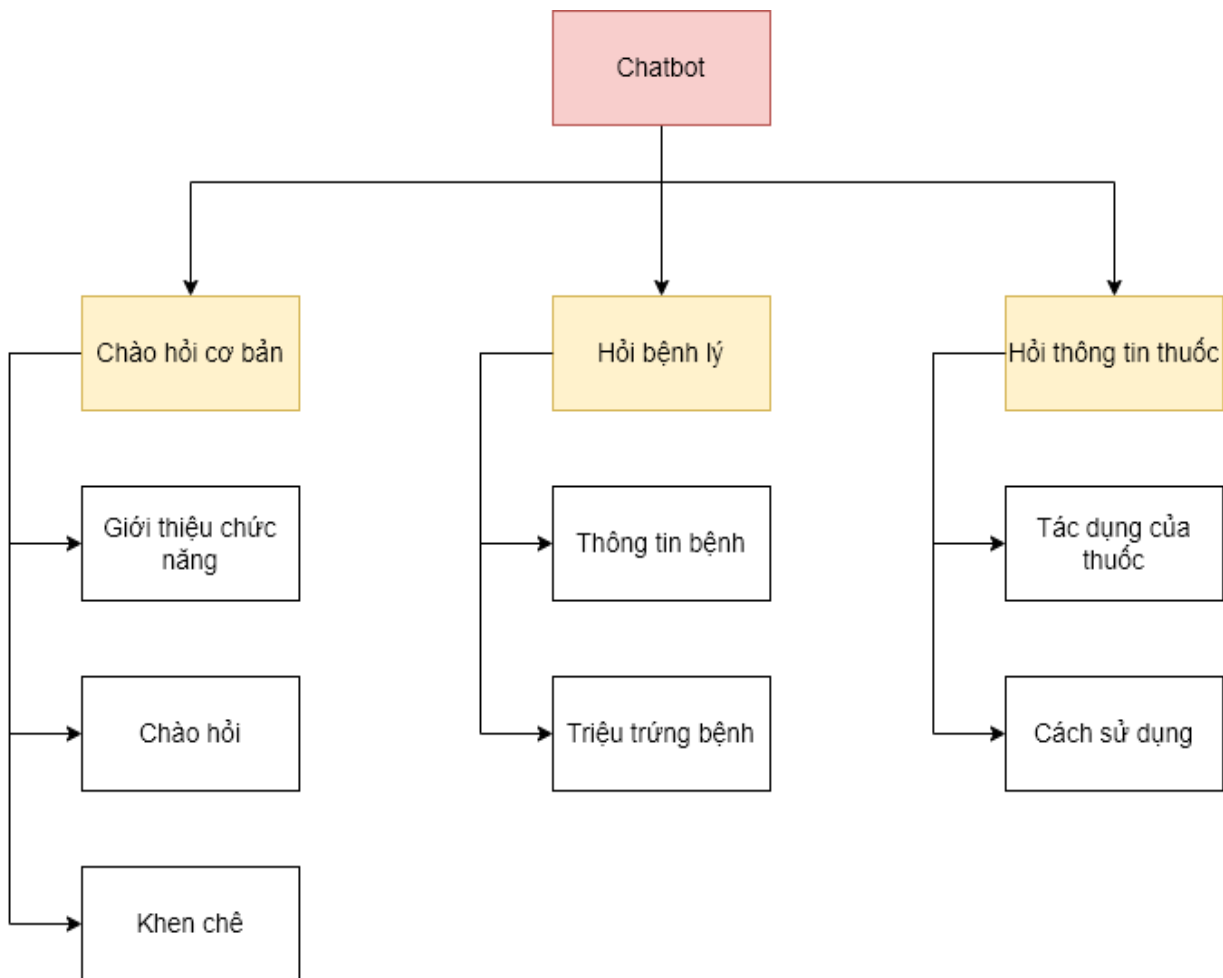 Chatbot
Chào hỏi cơ bản
Hỏi bệnh lý
Hỏi thông tin thuốc
Giới thiệu chức
năng
Thông tin bệnh
Tác dụng của
thuốc
Chào hỏi
Triệu trứng bệnh
Cách sử dụng
Khen chê